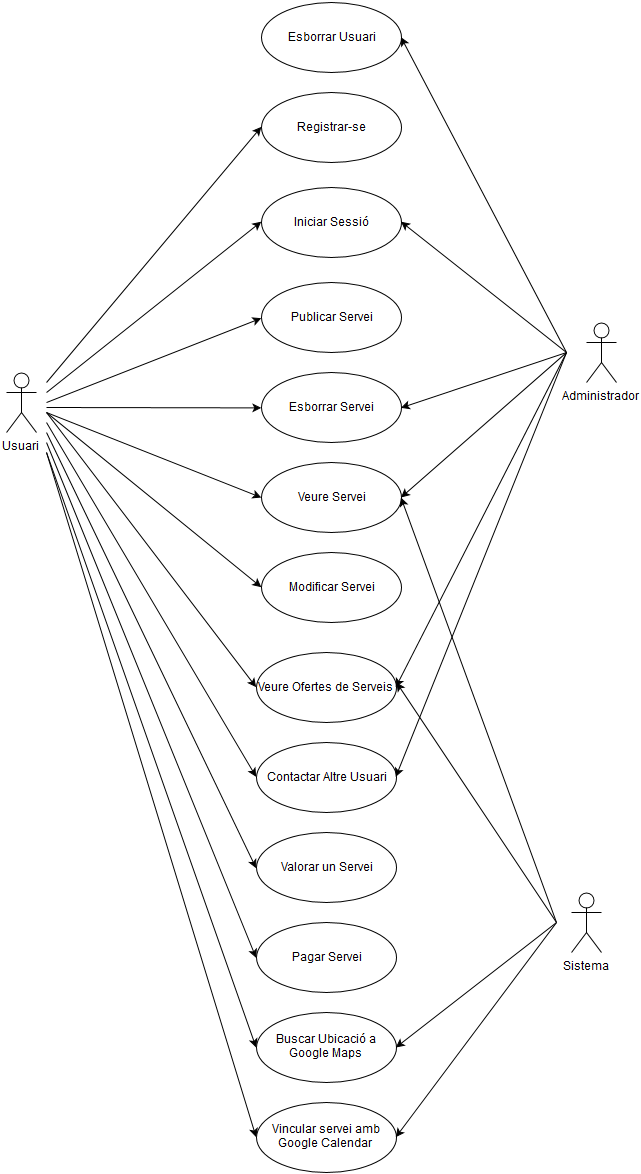 Esborrar Usuari
Registrar-se
Iniciar Sessió
Publicar Servei
Esborrar Servei
Administrador
Usuari
Veure Servei
Modificar Servei
Veure Ofertes de Serveis
Contactar Altre Usuari
Valorar un Servei
Pagar Servei
Sistema
Buscar Ubicació a
Google Maps
Vincular servei amb
Google Calendar